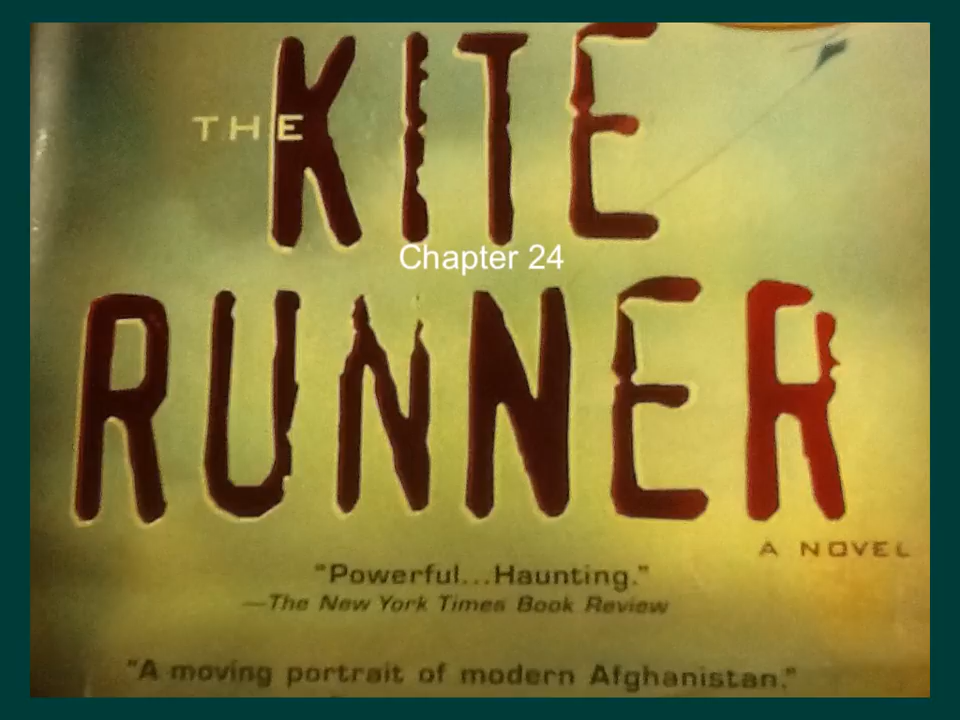 THE
KITE
Chapter 24
RUNNER
A NOVEL
"Powerful...Haunting."
—The New York Times Book Review
"A moving portrait of modern Afghanistan."